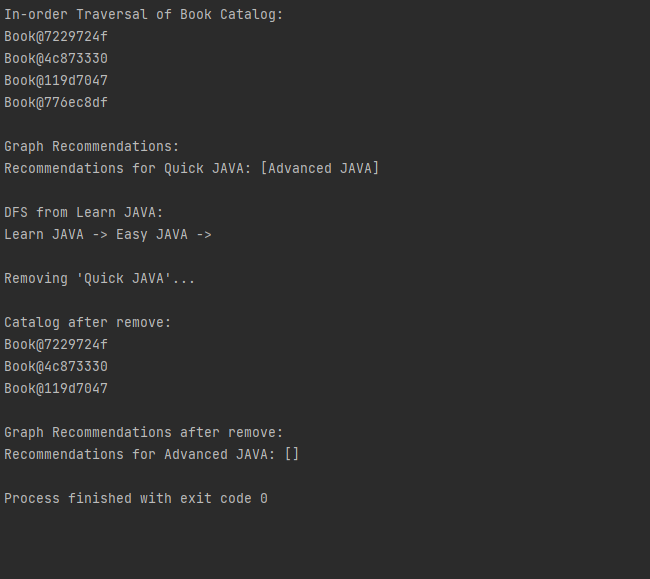 In-order Traversal of Book Catalog:
Book@7229724f
Book@4c873330
Book@119d7047
Book@776ec8df
Graph Recommendations:
Recommendations for Quick JAVA: [Advanced JAVA]
DFS from Learn JAVA:
Learn JAVA -> Easy JAVA ->
Removing 'Quick JAVA'...
Catalog after remove:
Book@7229724f
Book@4c873330
Book@119d7047
Graph Recommendations after remove:
Recommendations for Advanced JAVA: []
Process finished with exit code 0